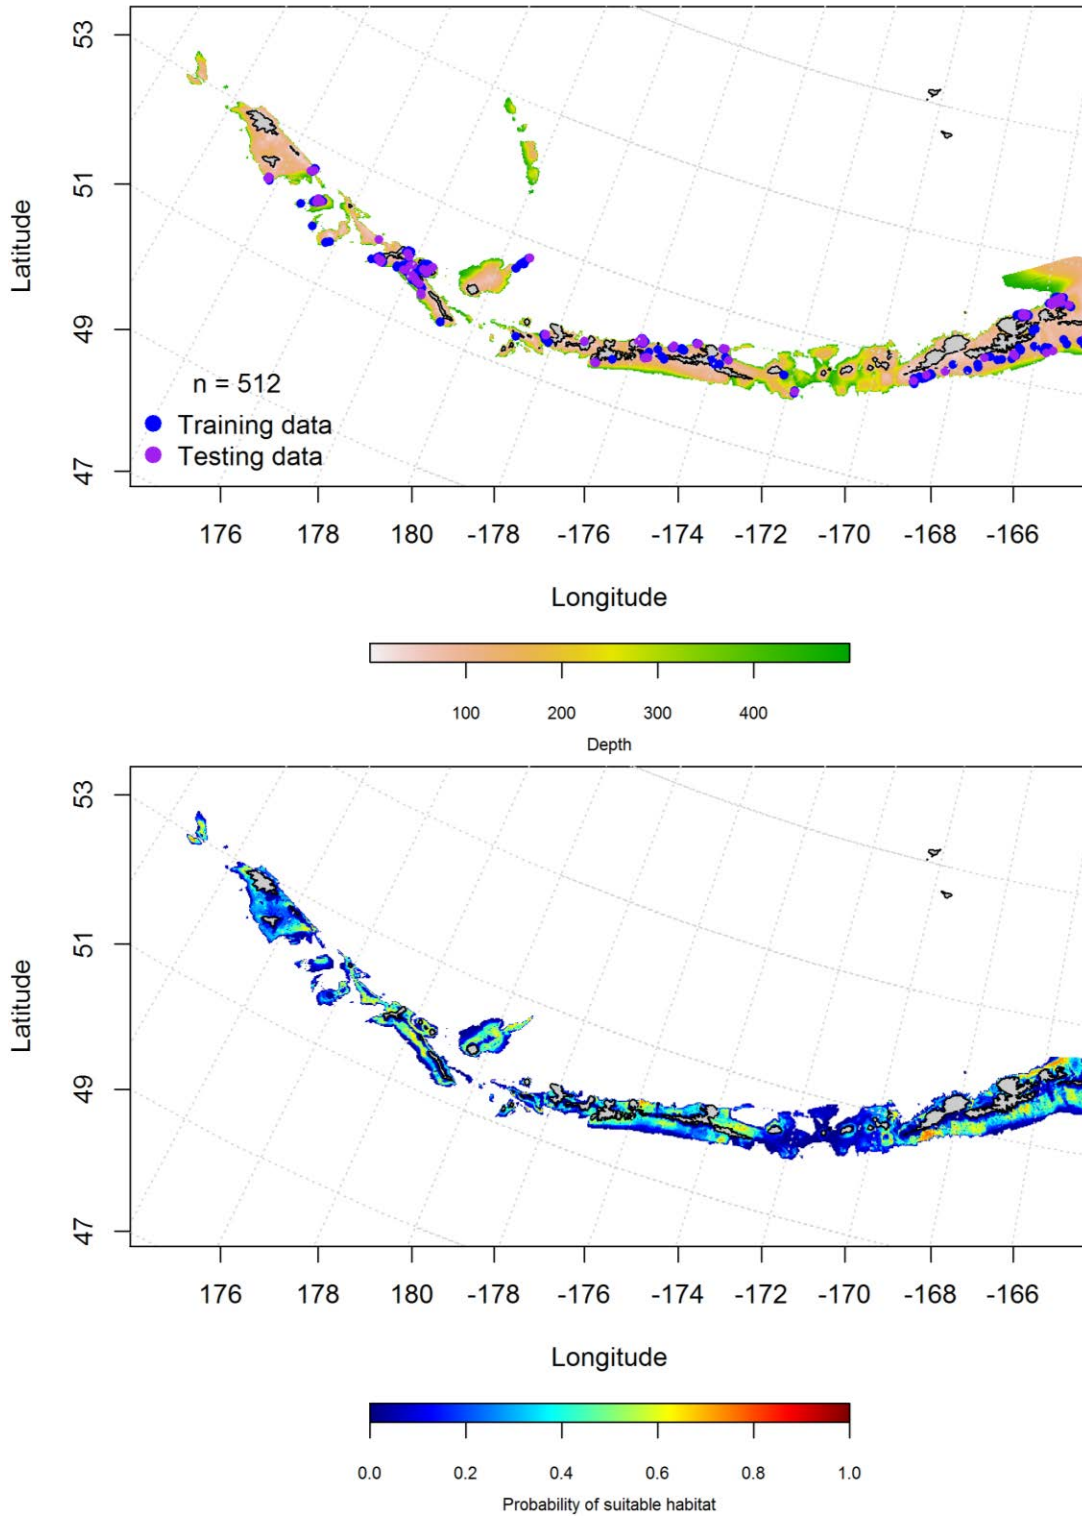 53
51
49
47
Latitude
n = 512
Training data
Testing data
176 178 180 -178 -176 -174 -172 -170 -168 -166
Longitude
100 200 300 400
Depth
53
51
49
47
Latitude
176 178 180 -178 -176 -174 -172 -170 -168 -166
Longitude
0.0 0.2 0.4 0.6 0.8 1.0
Probability of suitable habitat